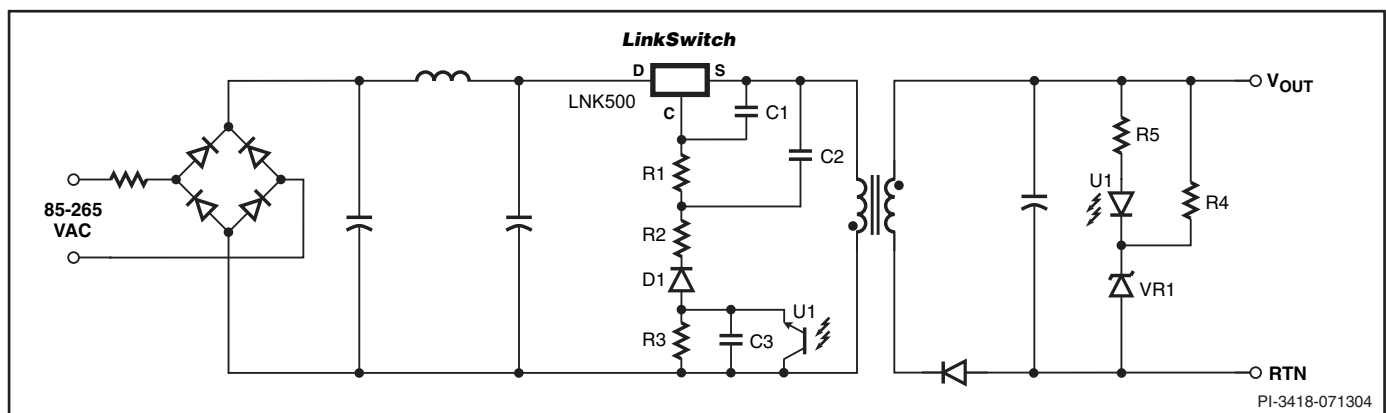 LinkSwitch
D
S
LNK500
C
C1
C2
R1
R2
D1
R3
C3
U1
85-265
VAC
R5
U1
R4
VR1
VOUT
RTN
PI-3418-071304